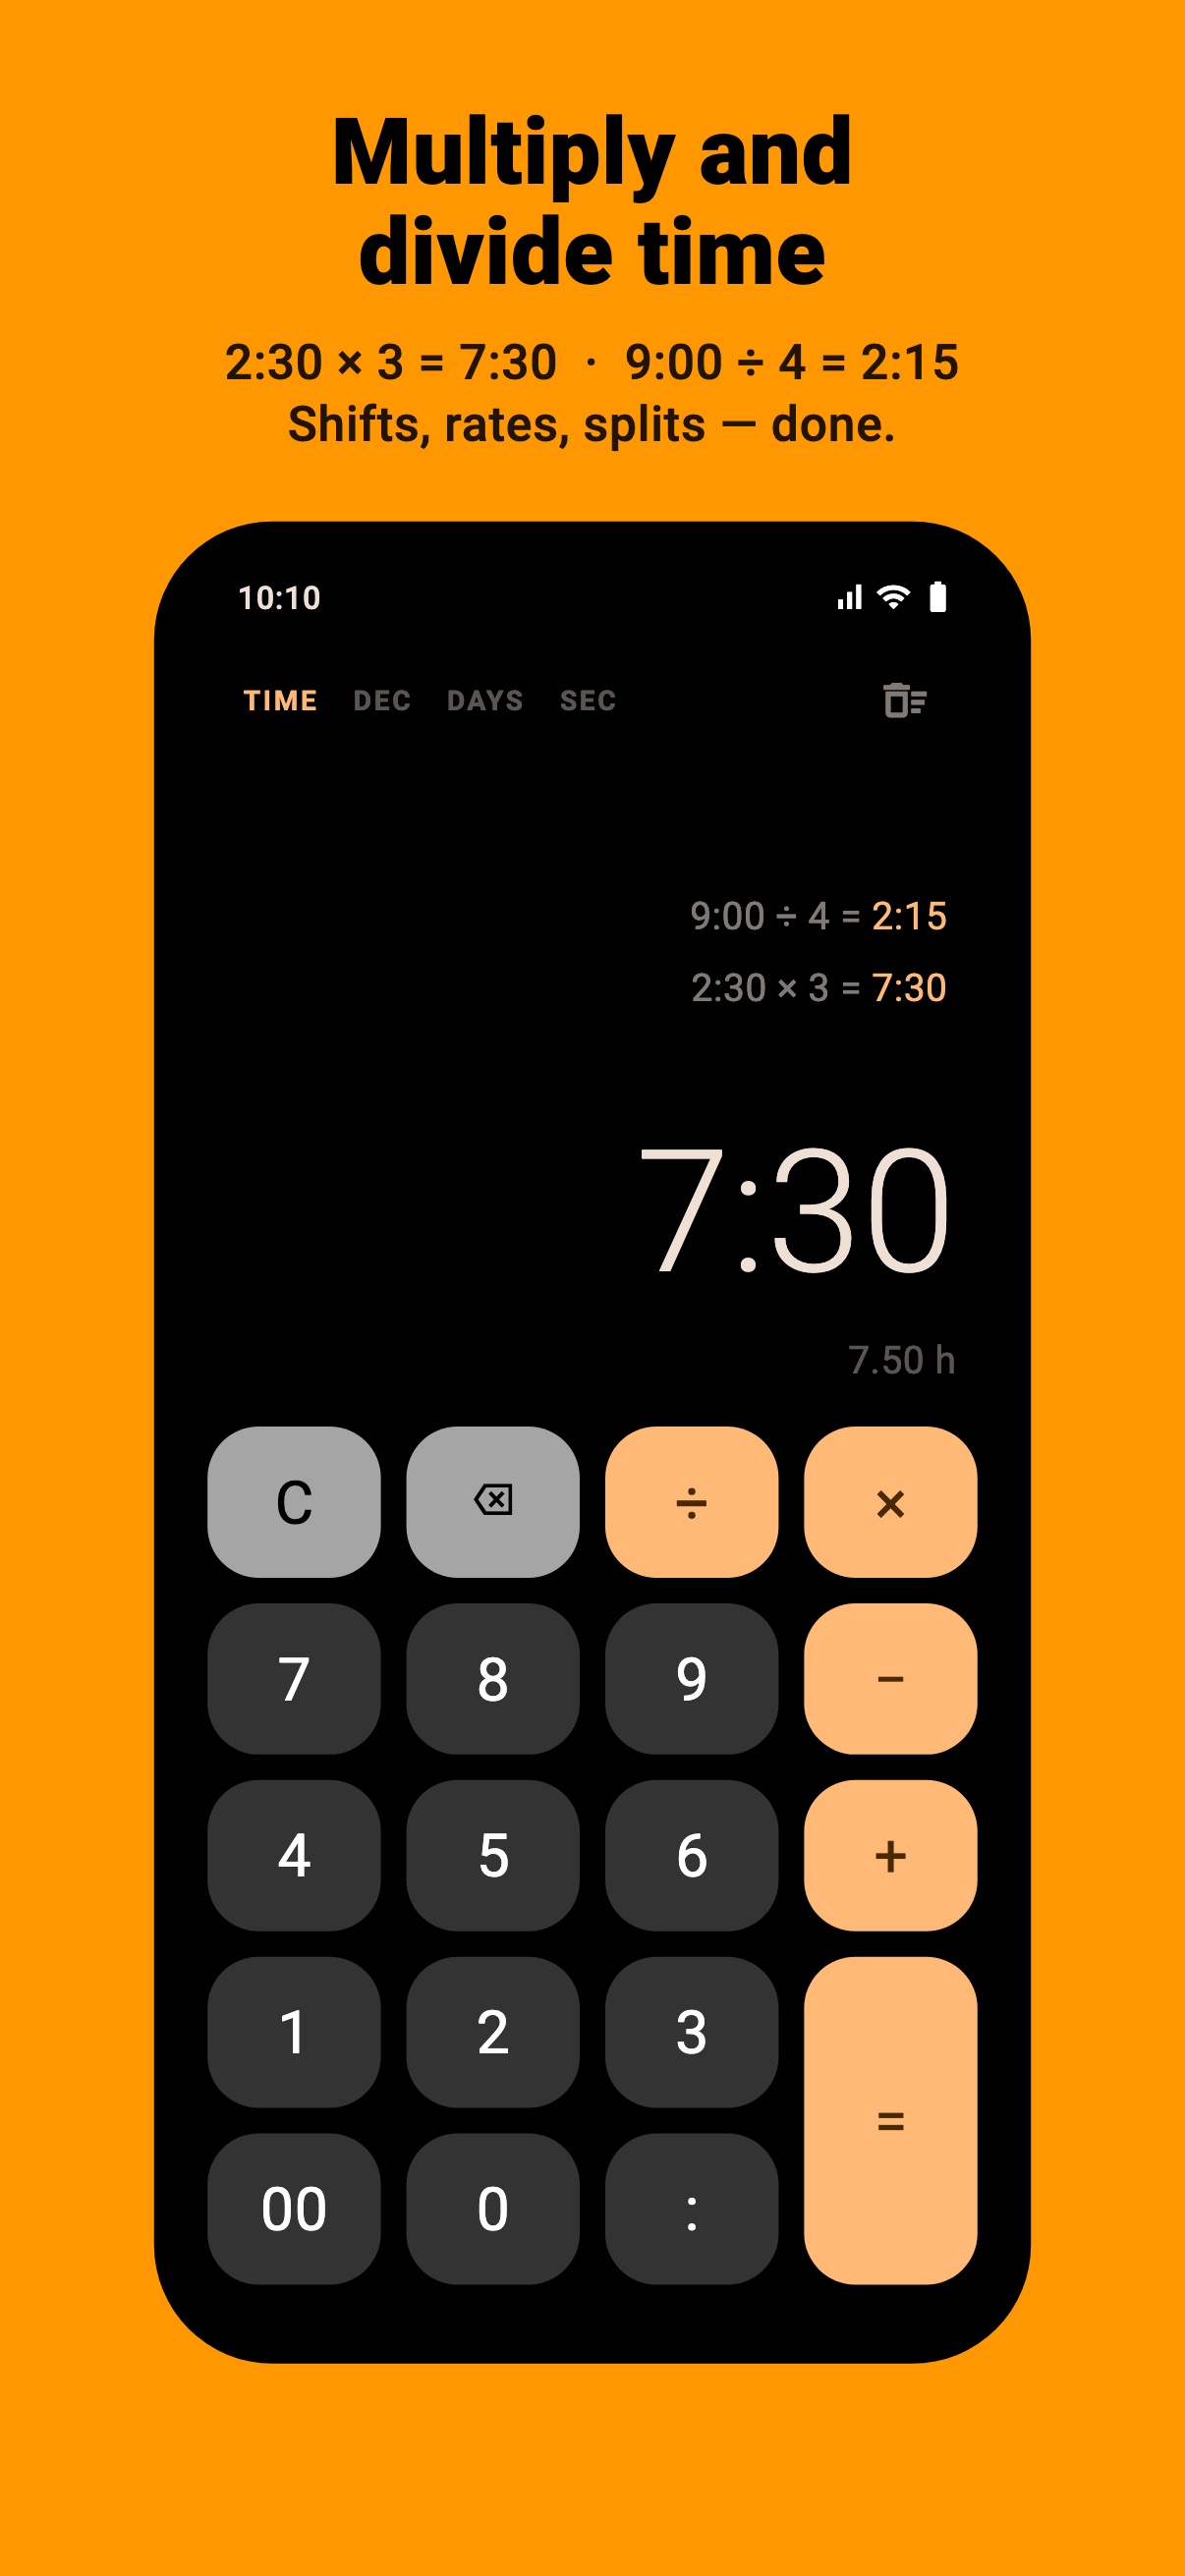 Multiply and
divide time
2:30 × 3 = 7:30 · 9:00 ÷ 4 = 2:15
Shifts, rates, splits — done.
10:10
TIME DEC DAYS SEC
9:00 ÷ 4 = 2:15
2:30 × 3 = 7:30
7:30
7.50 h
C ÷ ×
7 8 9 −
4 5 6 +
1 2 3
=
00 0 :